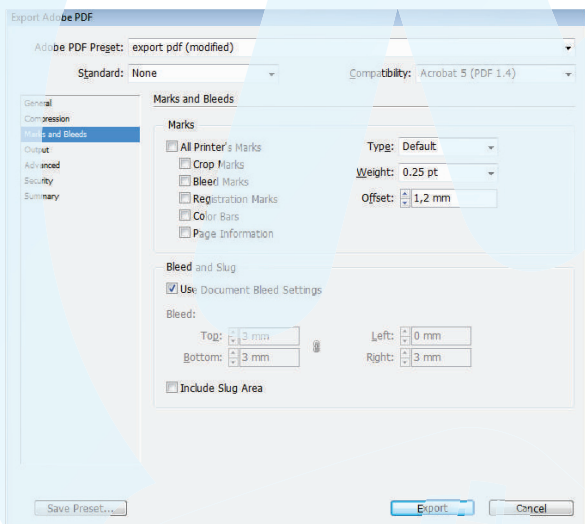 Export Adobe PDF
Adobe PDF Preset: export pdf (modified)
Standard: None Compatibility: Acrobat 5 (PDF 1.4)
General
Compression
Marks and Bleeds
Output
Advanced
Security
Summary
Marks and Bleeds
Marks
All Printer's Marks
Crop Marks
Bleed Marks
Registration Marks
Color Bars
Page Information
Type: Default
Weight: 0.25 pt
Offset: 1,2 mm
Bleed and Slug
Use Document Bleed Settings
Bleed:
Top: 3 mm Left: 0 mm
Bottom: 3 mm Right: 3 mm
Include Slug Area
Save Preset... Export Cancel